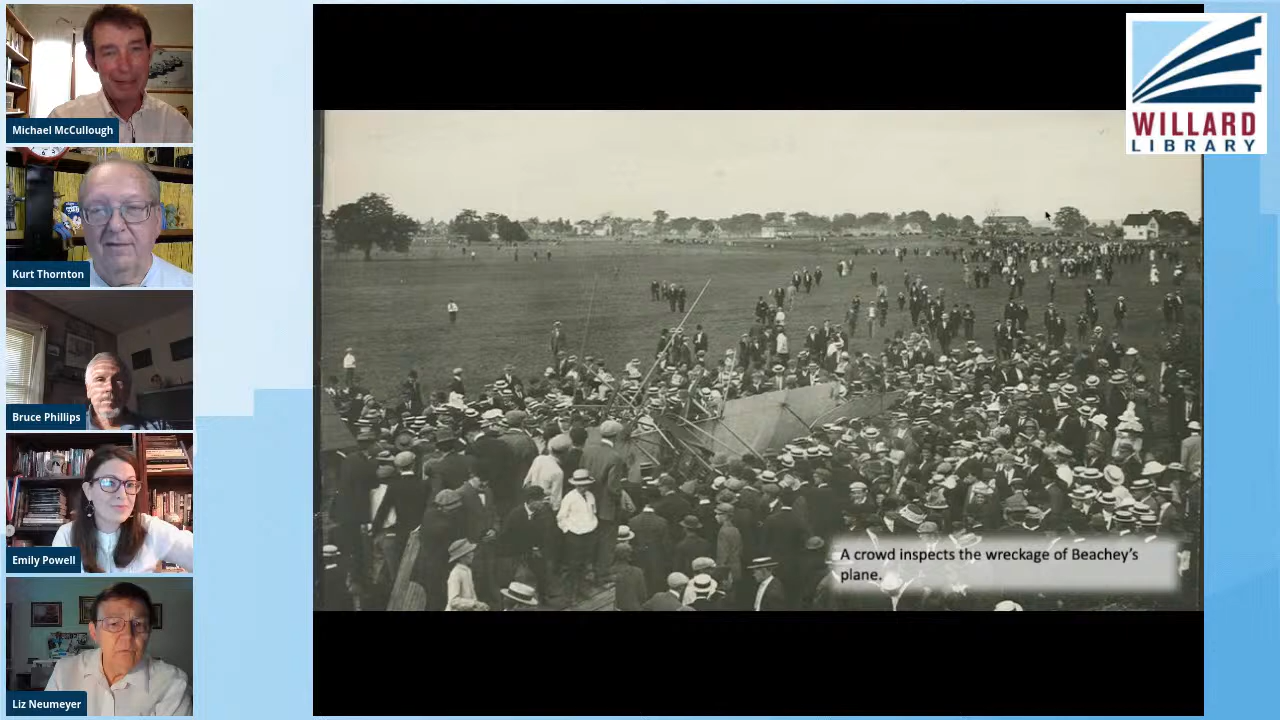 Michael McCullough
Kurt Thornton
Bruce Phillips
Emily Powell
Liz Neumeyer
WILLARD
LIBRARY
A crowd inspects the wreckage of Beachey’s
plane.